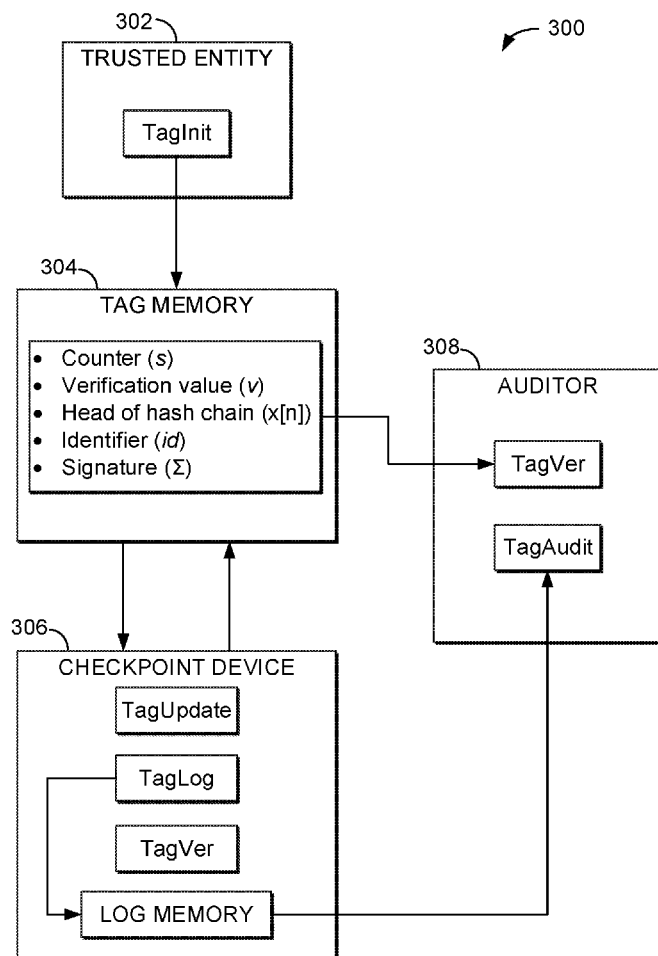 302
TRUSTED ENTITY
TagInit
300
304
TAG MEMORY
• Counter (s)
• Verification value (v)
• Head of hash chain (x[n])
• Identifier (id)
• Signature (Σ)
308
AUDITOR
TagVer
TagAudit
306
CHECKPOINT DEVICE
TagUpdate
TagLog
TagVer
LOG MEMORY